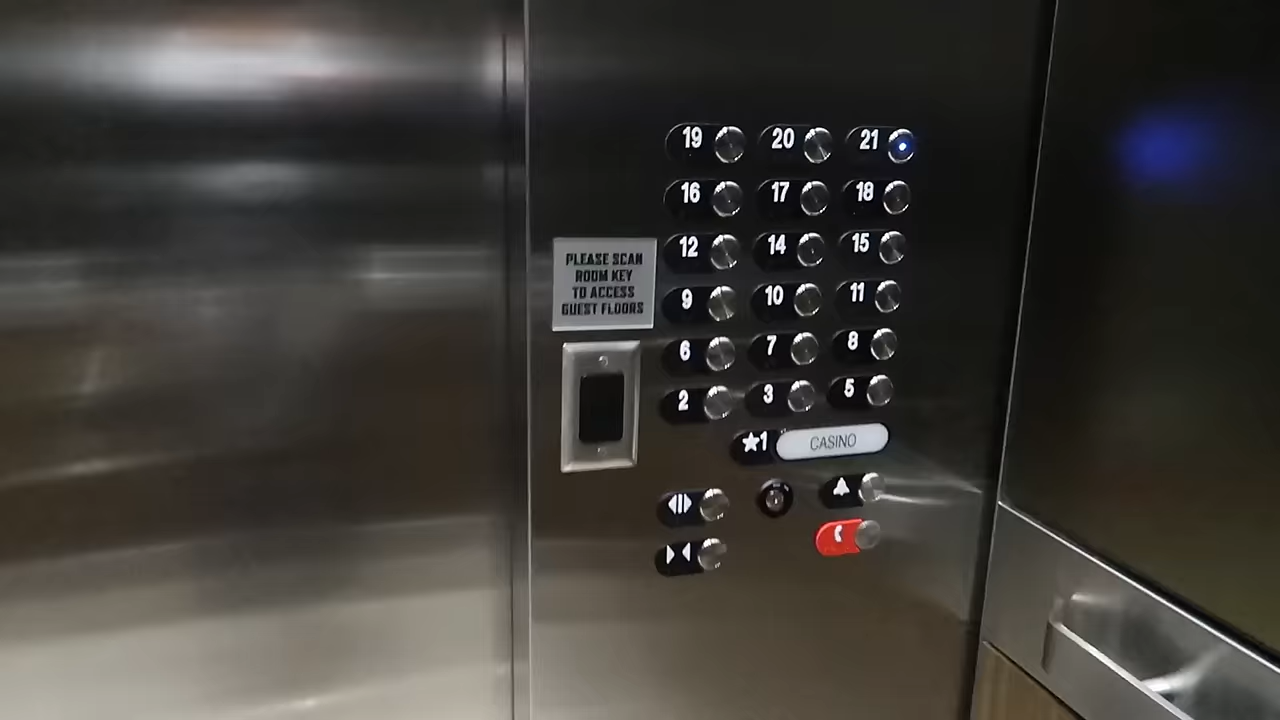 19 20 21
16 17 18
12 14 15
9 10 11
6 7 8
2 3 5
★1 CASINO
PLEASE SCAN
ROOM KEY
TO ACCESS
GUEST FLOORS